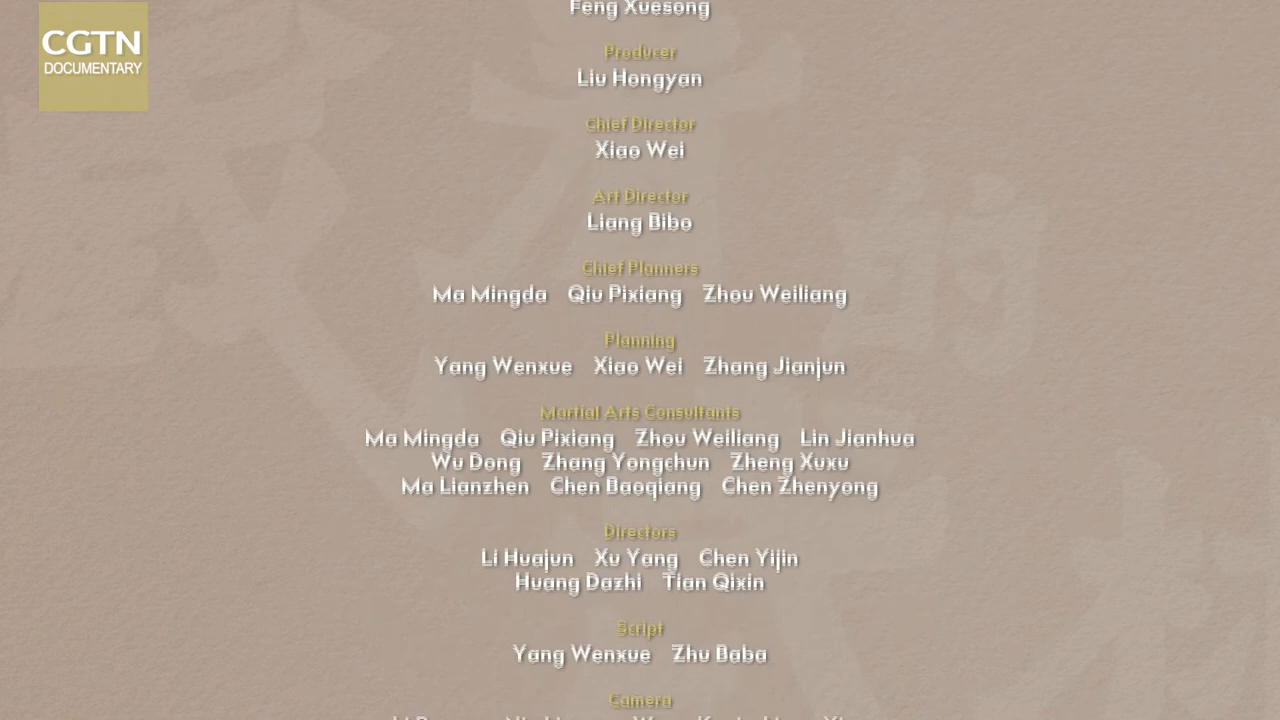 CGTN
DOCUMENTARY
Feng Xuesong
Producer
Liu Hongyan
Chief Director
Xiao Wei
Art Director
Liang Bibo
Chief Planners
Ma Mingda Qiu Pixiang Zhou Weiliang
Planning
Yang Wenxue Xiao Wei Zhang Jianjun
Martial Arts Consultants
Ma Mingda Qiu Pixiang Zhou Weiliang Lin Jianhua
Wu Dong Zhang Yongchun Zheng Xuxu
Ma Lianzhen Chen Baoqiang Chen Zhenyong
Directors
Li Huajun Xu Yang Chen Yijin
Huang Dazhi Tian Qixin
Script
Yang Wenxue Zhu Baba
Camera